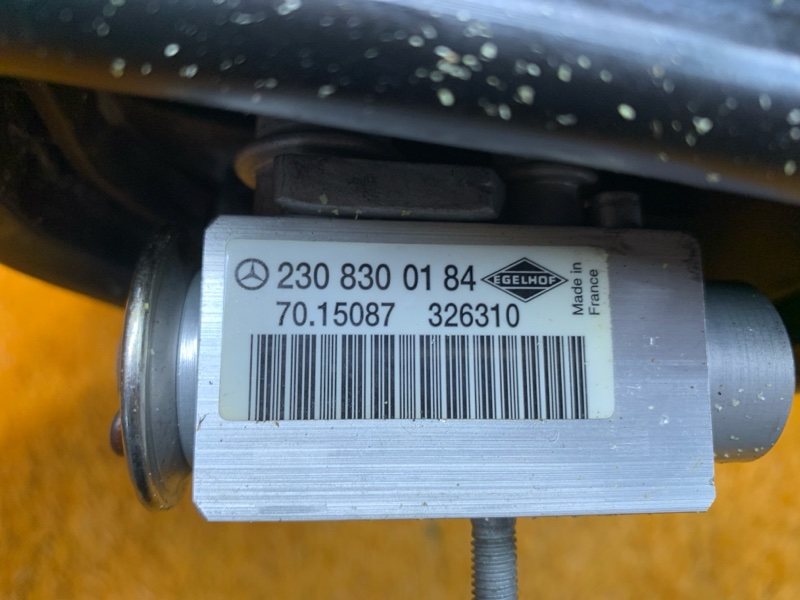 230 830 01 84 EGELHOF
70.15087 326310
Made in
France